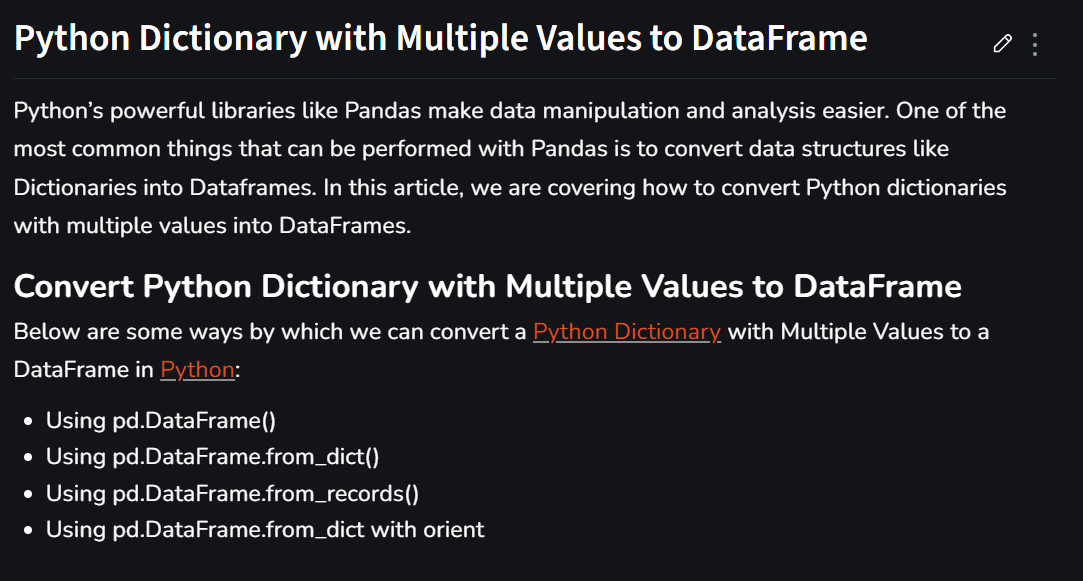 Python Dictionary with Multiple Values to DataFrame
Python’s powerful libraries like Pandas make data manipulation and analysis easier. One of the
most common things that can be performed with Pandas is to convert data structures like
Dictionaries into Dataframes. In this article, we are covering how to convert Python dictionaries
with multiple values into DataFrames.
Convert Python Dictionary with Multiple Values to DataFrame
Below are some ways by which we can convert a Python Dictionary with Multiple Values to a
DataFrame in Python:
• Using pd.DataFrame()
• Using pd.DataFrame.from_dict()
• Using pd.DataFrame.from_records()
• Using pd.DataFrame.from_dict with orient